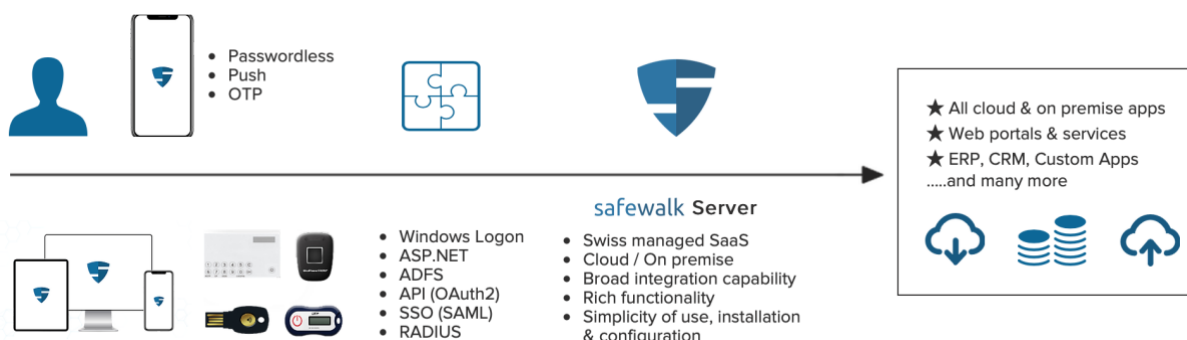 • Passwordless
• Push
• OTP
★ All cloud & on premise apps
★ Web portals & services
★ ERP, CRM, Custom Apps
.....and many more
• Windows Logon
• ASP.NET
• ADFS
• API (OAuth2)
• SSO (SAML)
• RADIUS
safewalk Server
• Swiss managed SaaS
• Cloud / On premise
• Broad integration capability
• Rich functionality
• Simplicity of use, installation
& configuration